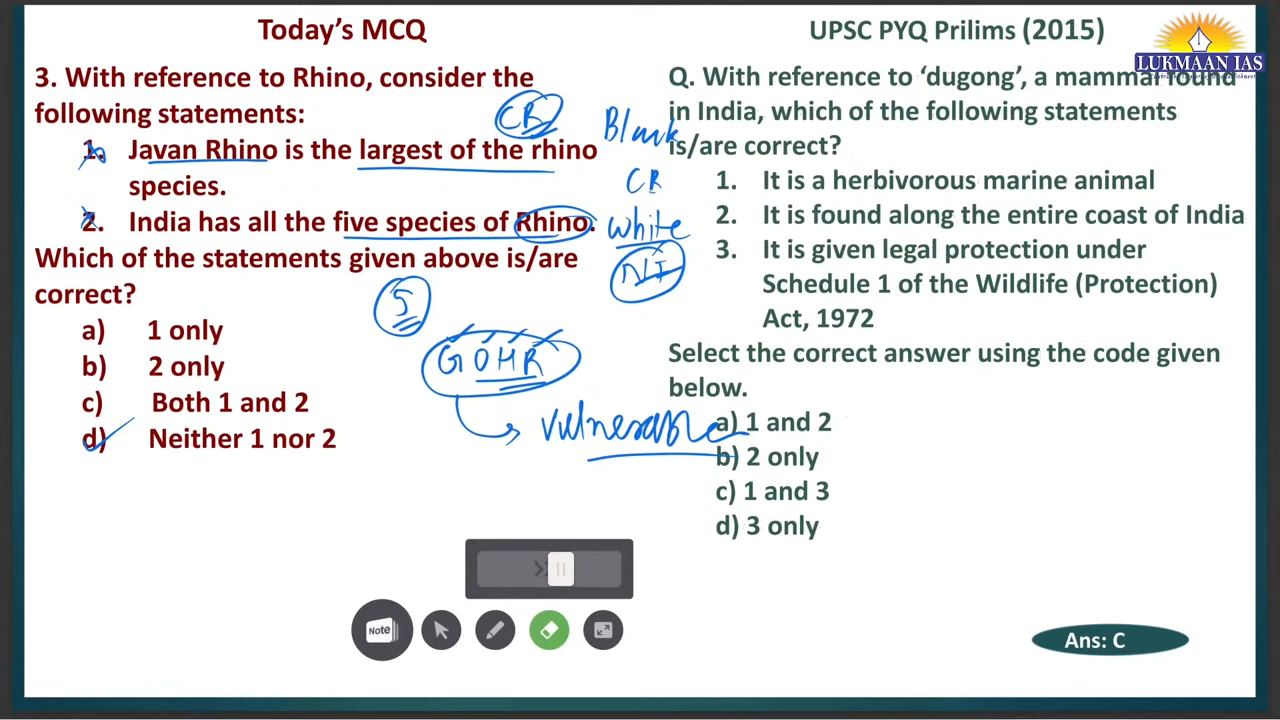 Today's MCQ
3. With reference to Rhino, consider the
following statements:
1. Javan Rhino is the largest of the rhino
species.
2. India has all the five species of Rhino.
Which of the statements given above is/are
correct?
a) 1 only
b) 2 only
c) Both 1 and 2
d) Neither 1 nor 2
CR
5
GOHR
vulnerable
Black
CR
White
NT
UPSC PYQ Prilims (2015)
LUKMAAN IAS
Q. With reference to 'dugong', a mammal found
in India, which of the following statements
is/are correct?
1. It is a herbivorous marine animal
2. It is found along the entire coast of India
3. It is given legal protection under
Schedule 1 of the Wildlife (Protection)
Act, 1972
Select the correct answer using the code given
below.
a) 1 and 2
b) 2 only
c) 1 and 3
d) 3 only
Note
Ans: C